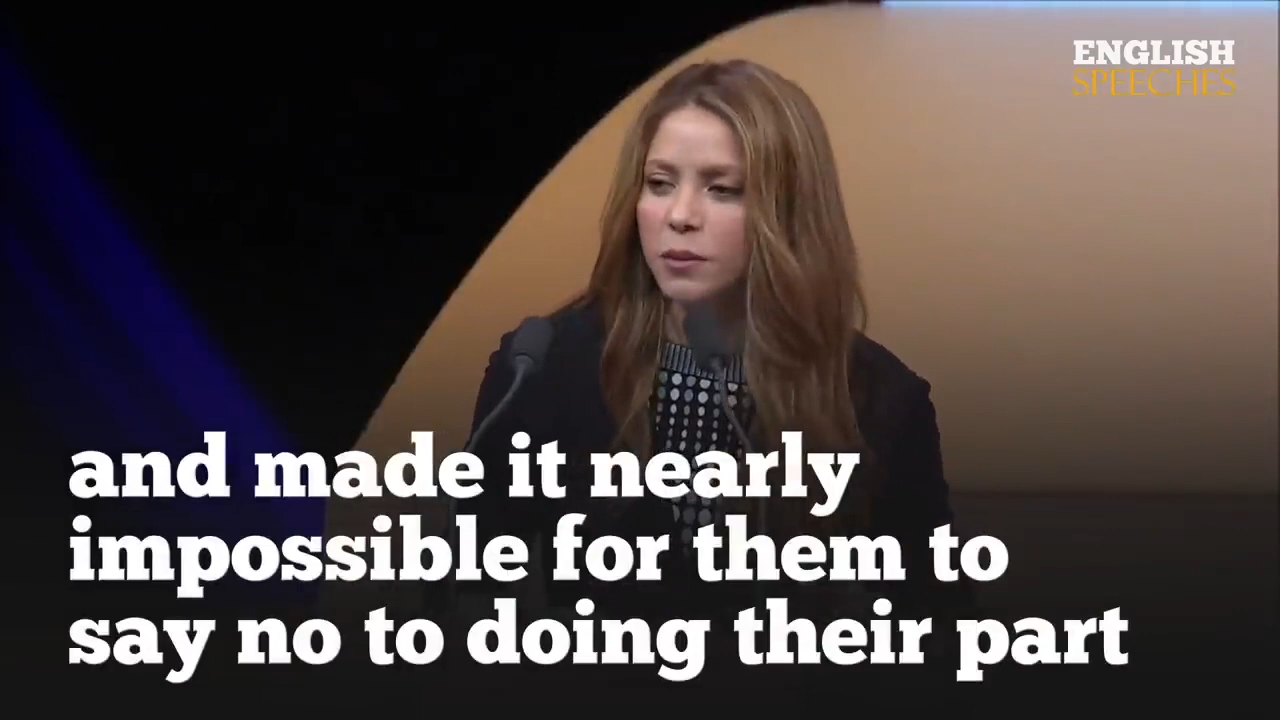 ENGLISH
SPEECHES
and made it nearly
impossible for them to
say no to doing their part